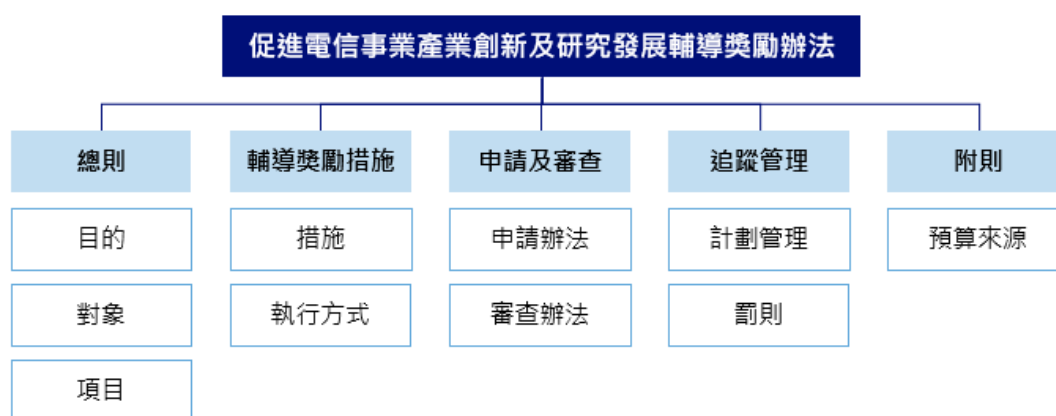 促進電信事業產業創新及研究發展輔導獎勵辦法
總則
輔導獎勵措施
申請及審查
追蹤管理
附則
目的
措施
申請辦法
計劃管理
預算來源
對象
執行方式
審查辦法
罰則
項目